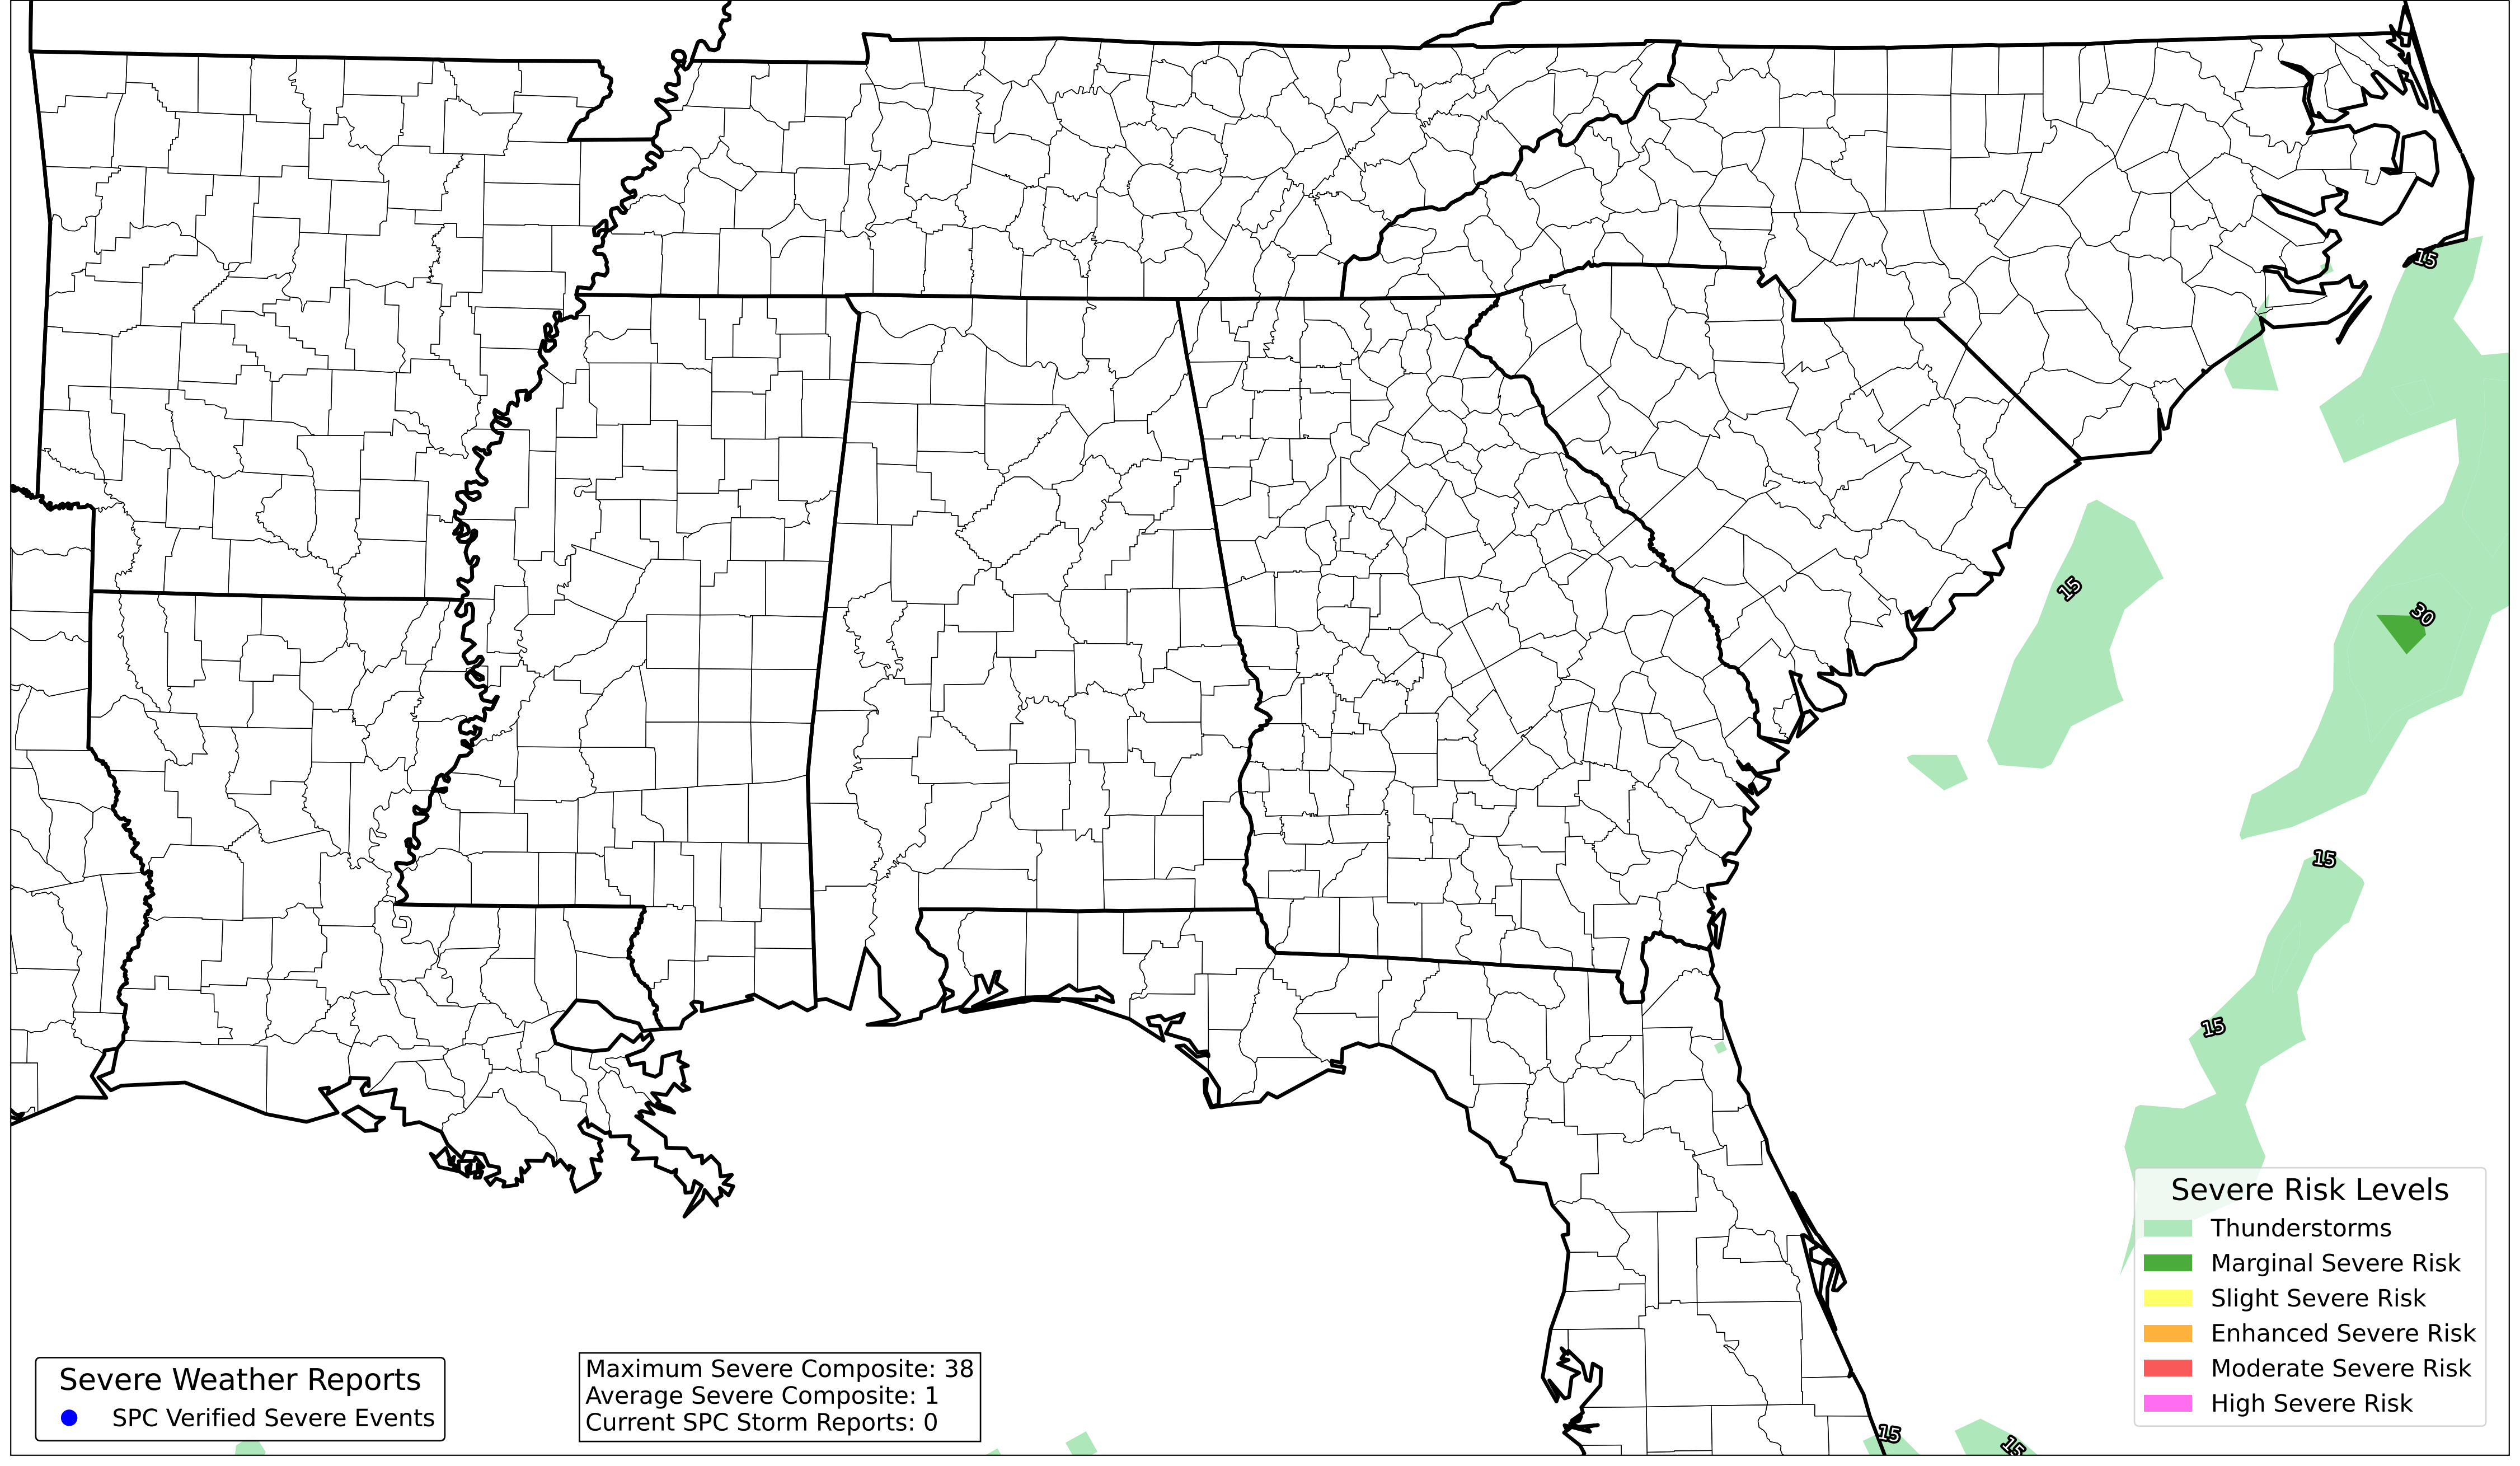 15
15
30
15
15
Severe Risk Levels
Thunderstorms
Marginal Severe Risk
Slight Severe Risk
Enhanced Severe Risk
Moderate Severe Risk
High Severe Risk
Severe Weather Reports
SPC Verified Severe Events
Maximum Severe Composite: 38
Average Severe Composite: 1
Current SPC Storm Reports: 0
15
15